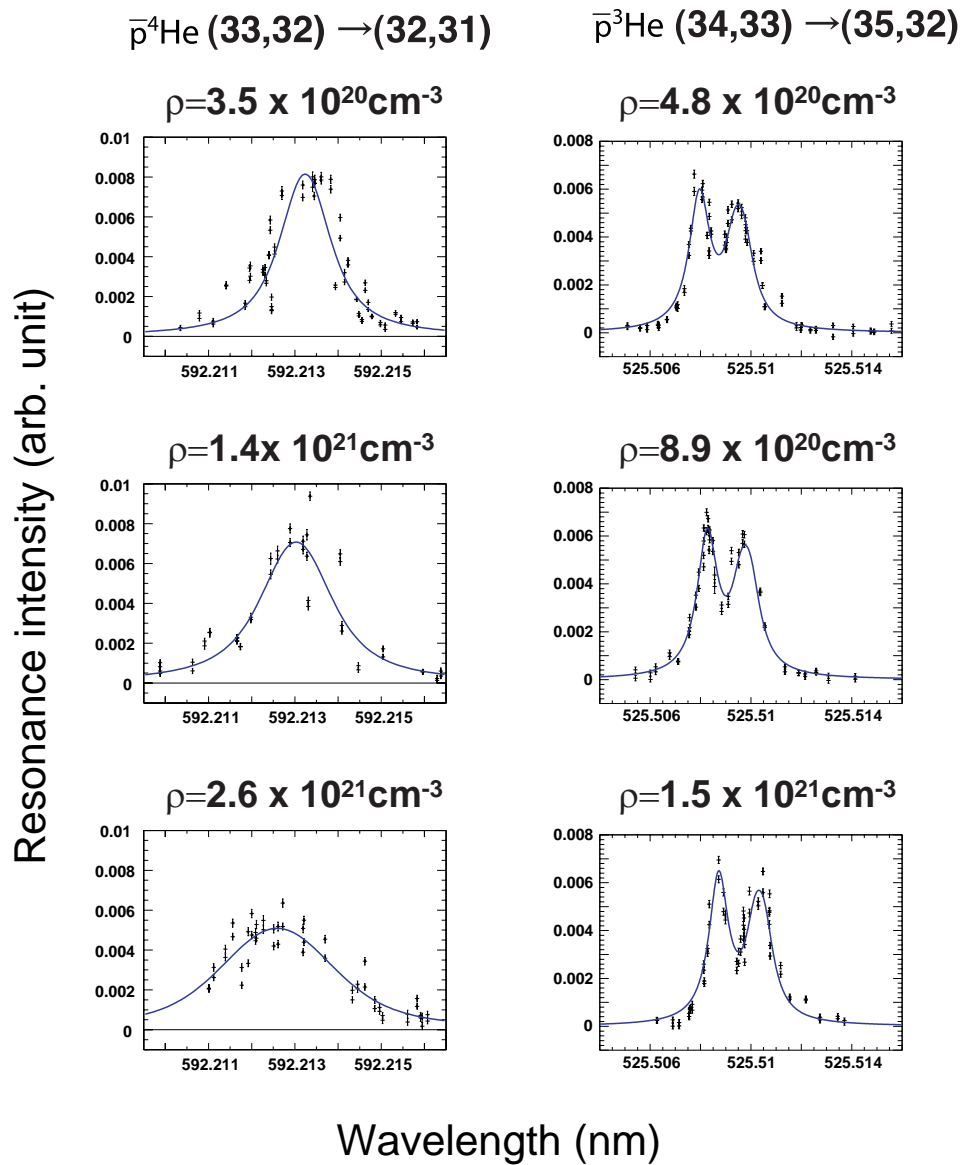 p̅⁴He (33,32) →(32,31)
p̅³He (34,33) →(35,32)
ρ=3.5 x 10²⁰cm⁻³
ρ=4.8 x 10²⁰cm⁻³
0.01
0.008
0.006
0.004
0.002
0
592.211 592.213 592.215
0.008
0.006
0.004
0.002
0
525.506 525.51 525.514
ρ=1.4x 10²¹cm⁻³
ρ=8.9 x 10²⁰cm⁻³
0.01
0.008
0.006
0.004
0.002
0
592.211 592.213 592.215
0.008
0.006
0.004
0.002
0
525.506 525.51 525.514
ρ=2.6 x 10²¹cm⁻³
ρ=1.5 x 10²¹cm⁻³
0.01
0.008
0.006
0.004
0.002
0
592.211 592.213 592.215
0.008
0.006
0.004
0.002
0
525.506 525.51 525.514
Resonance intensity (arb. unit)
Wavelength (nm)